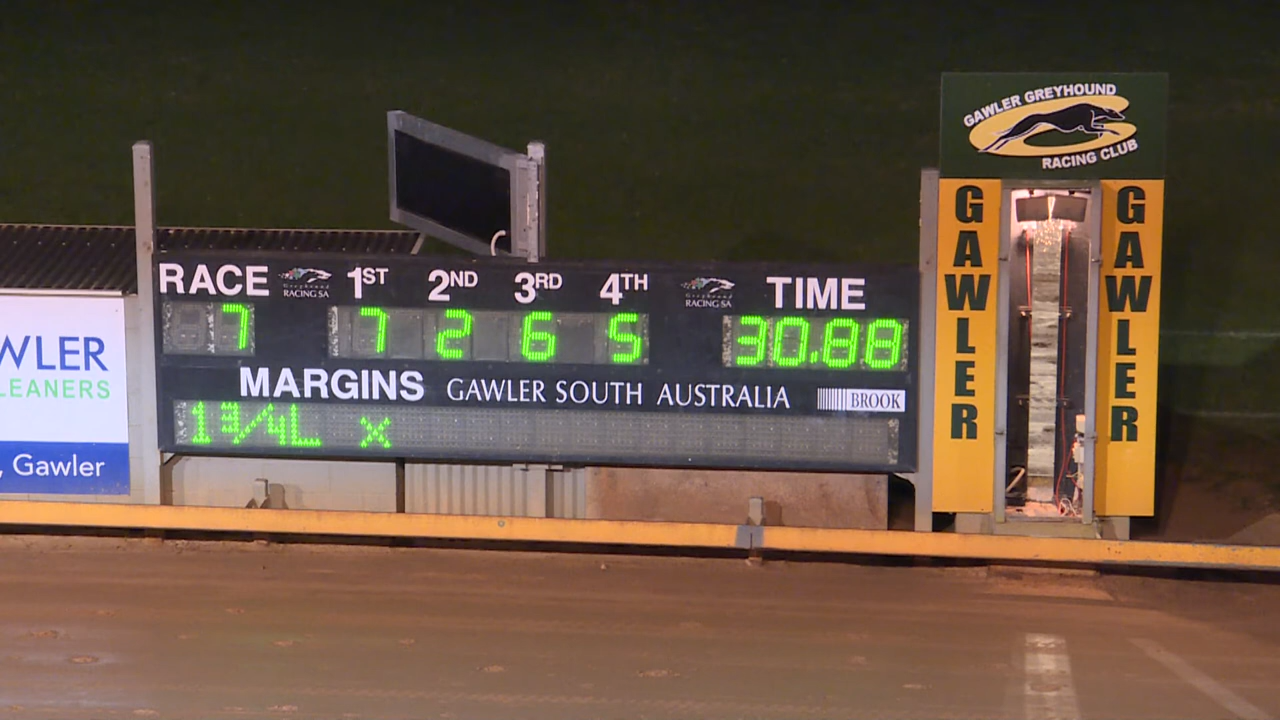 GAWLER GREYHOUND
RACING CLUB
GAWLER
GAWLER
RACE 1ST 2ND 3RD 4TH TIME
Greyhound
RACING SA
Greyhound
RACING SA
7 7 2 6 5 30.88
MARGINS GAWLER SOUTH AUSTRALIA BROOK
1 3/4L x
WLER
LEANERS
, Gawler